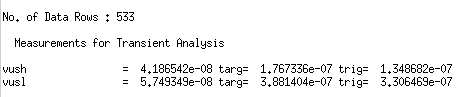 No. of Data Rows : 533
Measurements for Transient Analysis
vush = 4.186542e-08 targ= 1.767336e-07 trig= 1.348682e-07
vusl = 5.749349e-08 targ= 3.881404e-07 trig= 3.306469e-07